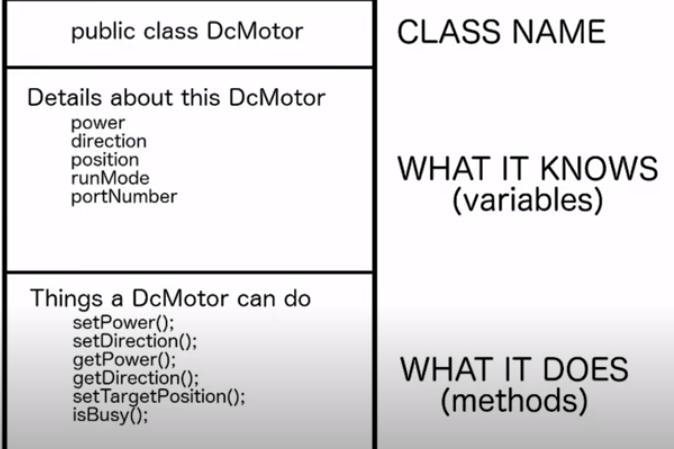 public class DcMotor
CLASS NAME
Details about this DcMotor
power
direction
position
runMode
portNumber
WHAT IT KNOWS
(variables)
Things a DcMotor can do
setPower();
setDirection();
getPower();
getDirection();
setTargetPosition();
isBusy();
WHAT IT DOES
(methods)